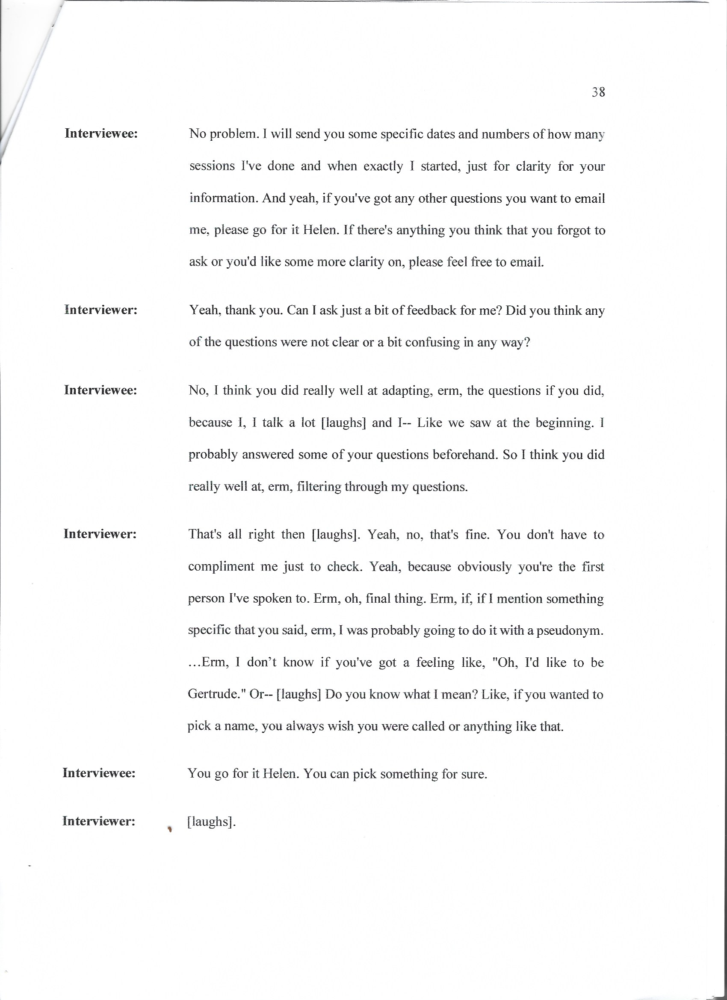 38
Interviewee: No problem. I will send you some specific dates and numbers of how many
sessions I've done and when exactly I started, just for clarity for your
information. And yeah, if you've got any other questions you want to email
me, please go for it Helen. If there's anything you think that you forgot to
ask or you'd like some more clarity on, please feel free to email.
Interviewer: Yeah, thank you. Can I ask just a bit of feedback for me? Did you think any
of the questions were not clear or a bit confusing in any way?
Interviewee: No, I think you did really well at adapting, erm, the questions if you did,
because I, I talk a lot [laughs] and I-- Like we saw at the beginning. I
probably answered some of your questions beforehand. So I think you did
really well at, erm, filtering through my questions.
Interviewer: That's all right then [laughs]. Yeah, no, that's fine. You don't have to
compliment me just to check. Yeah, because obviously you're the first
person I've spoken to. Erm, oh, final thing. Erm, if, if I mention something
specific that you said, erm, I was probably going to do it with a pseudonym.
…Erm, I don’t know if you've got a feeling like, "Oh, I'd like to be
Gertrude." Or-- [laughs] Do you know what I mean? Like, if you wanted to
pick a name, you always wish you were called or anything like that.
Interviewee: You go for it Helen. You can pick something for sure.
Interviewer: [laughs].